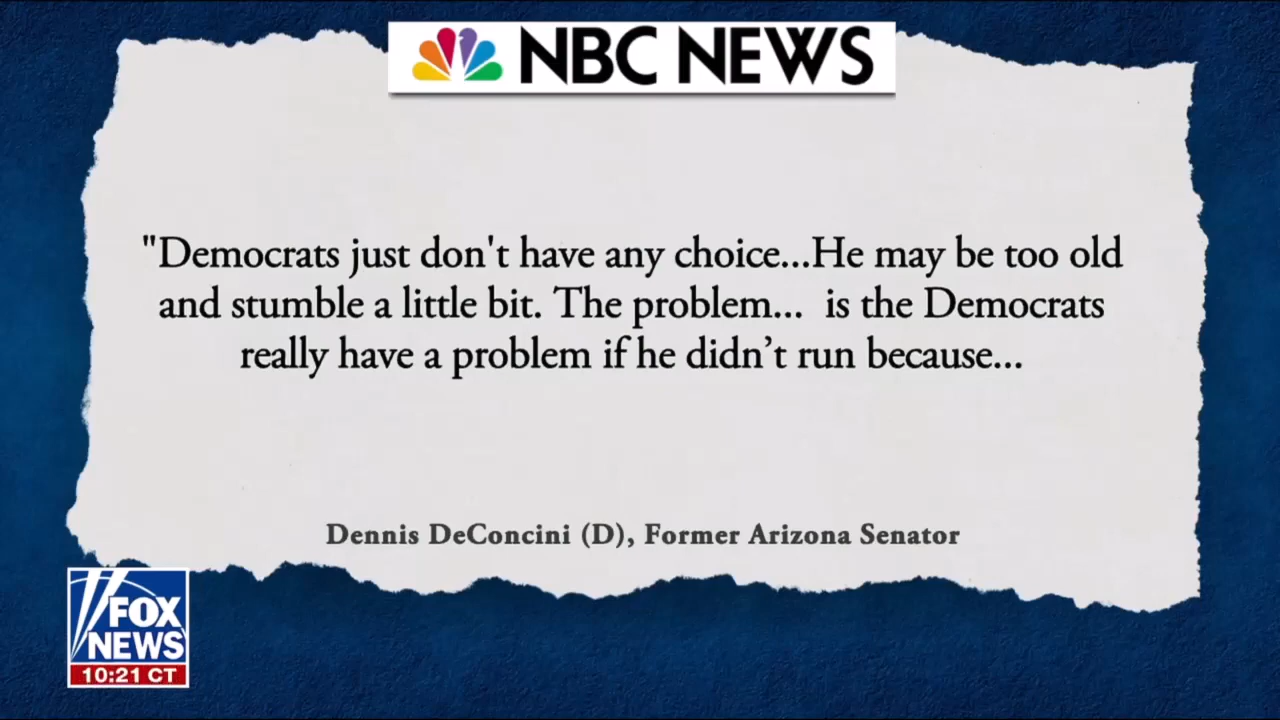 NBC NEWS
"Democrats just don't have any choice...He may be too old
and stumble a little bit. The problem...  is the Democrats
really have a problem if he didn’t run because...
Dennis DeConcini (D), Former Arizona Senator
FOX
NEWS
10:21 CT